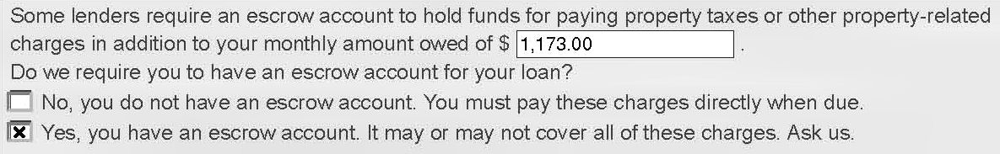 Some lenders require an escrow account to hold funds for paying property taxes or other property-related
charges in addition to your monthly amount owed of $ 1,173.00 .
Do we require you to have an escrow account for your loan?
No, you do not have an escrow account. You must pay these charges directly when due.
Yes, you have an escrow account. It may or may not cover all of these charges. Ask us.